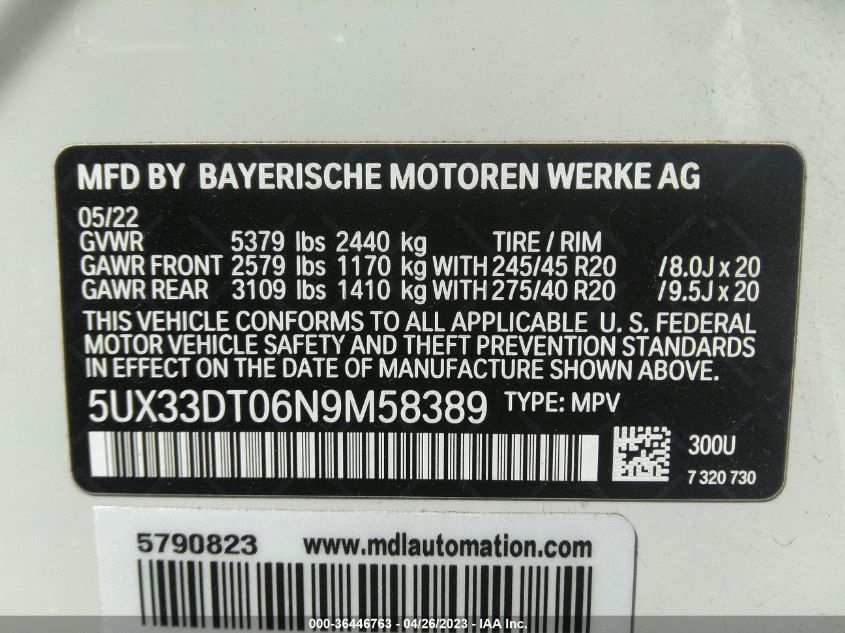 MFD BY BAYERISCHE MOTOREN WERKE AG
05/22
GVWR 5379 lbs 2440 kg TIRE / RIM
GAWR FRONT 2579 lbs 1170 kg WITH 245/45 R20 /8.0J x 20
GAWR REAR 3109 lbs 1410 kg WITH 275/40 R20 /9.5J x 20
THIS VEHICLE CONFORMS TO ALL APPLICABLE U. S. FEDERAL
MOTOR VEHICLE SAFETY AND THEFT PREVENTION STANDARDS
IN EFFECT ON THE DATE OF MANUFACTURE SHOWN ABOVE.
5UX33DT06N9M58389 TYPE: MPV
300U
7 320 730
5790823 www.mdlautomation.com
000-36446763 - 04/26/2023 - IAA Inc.